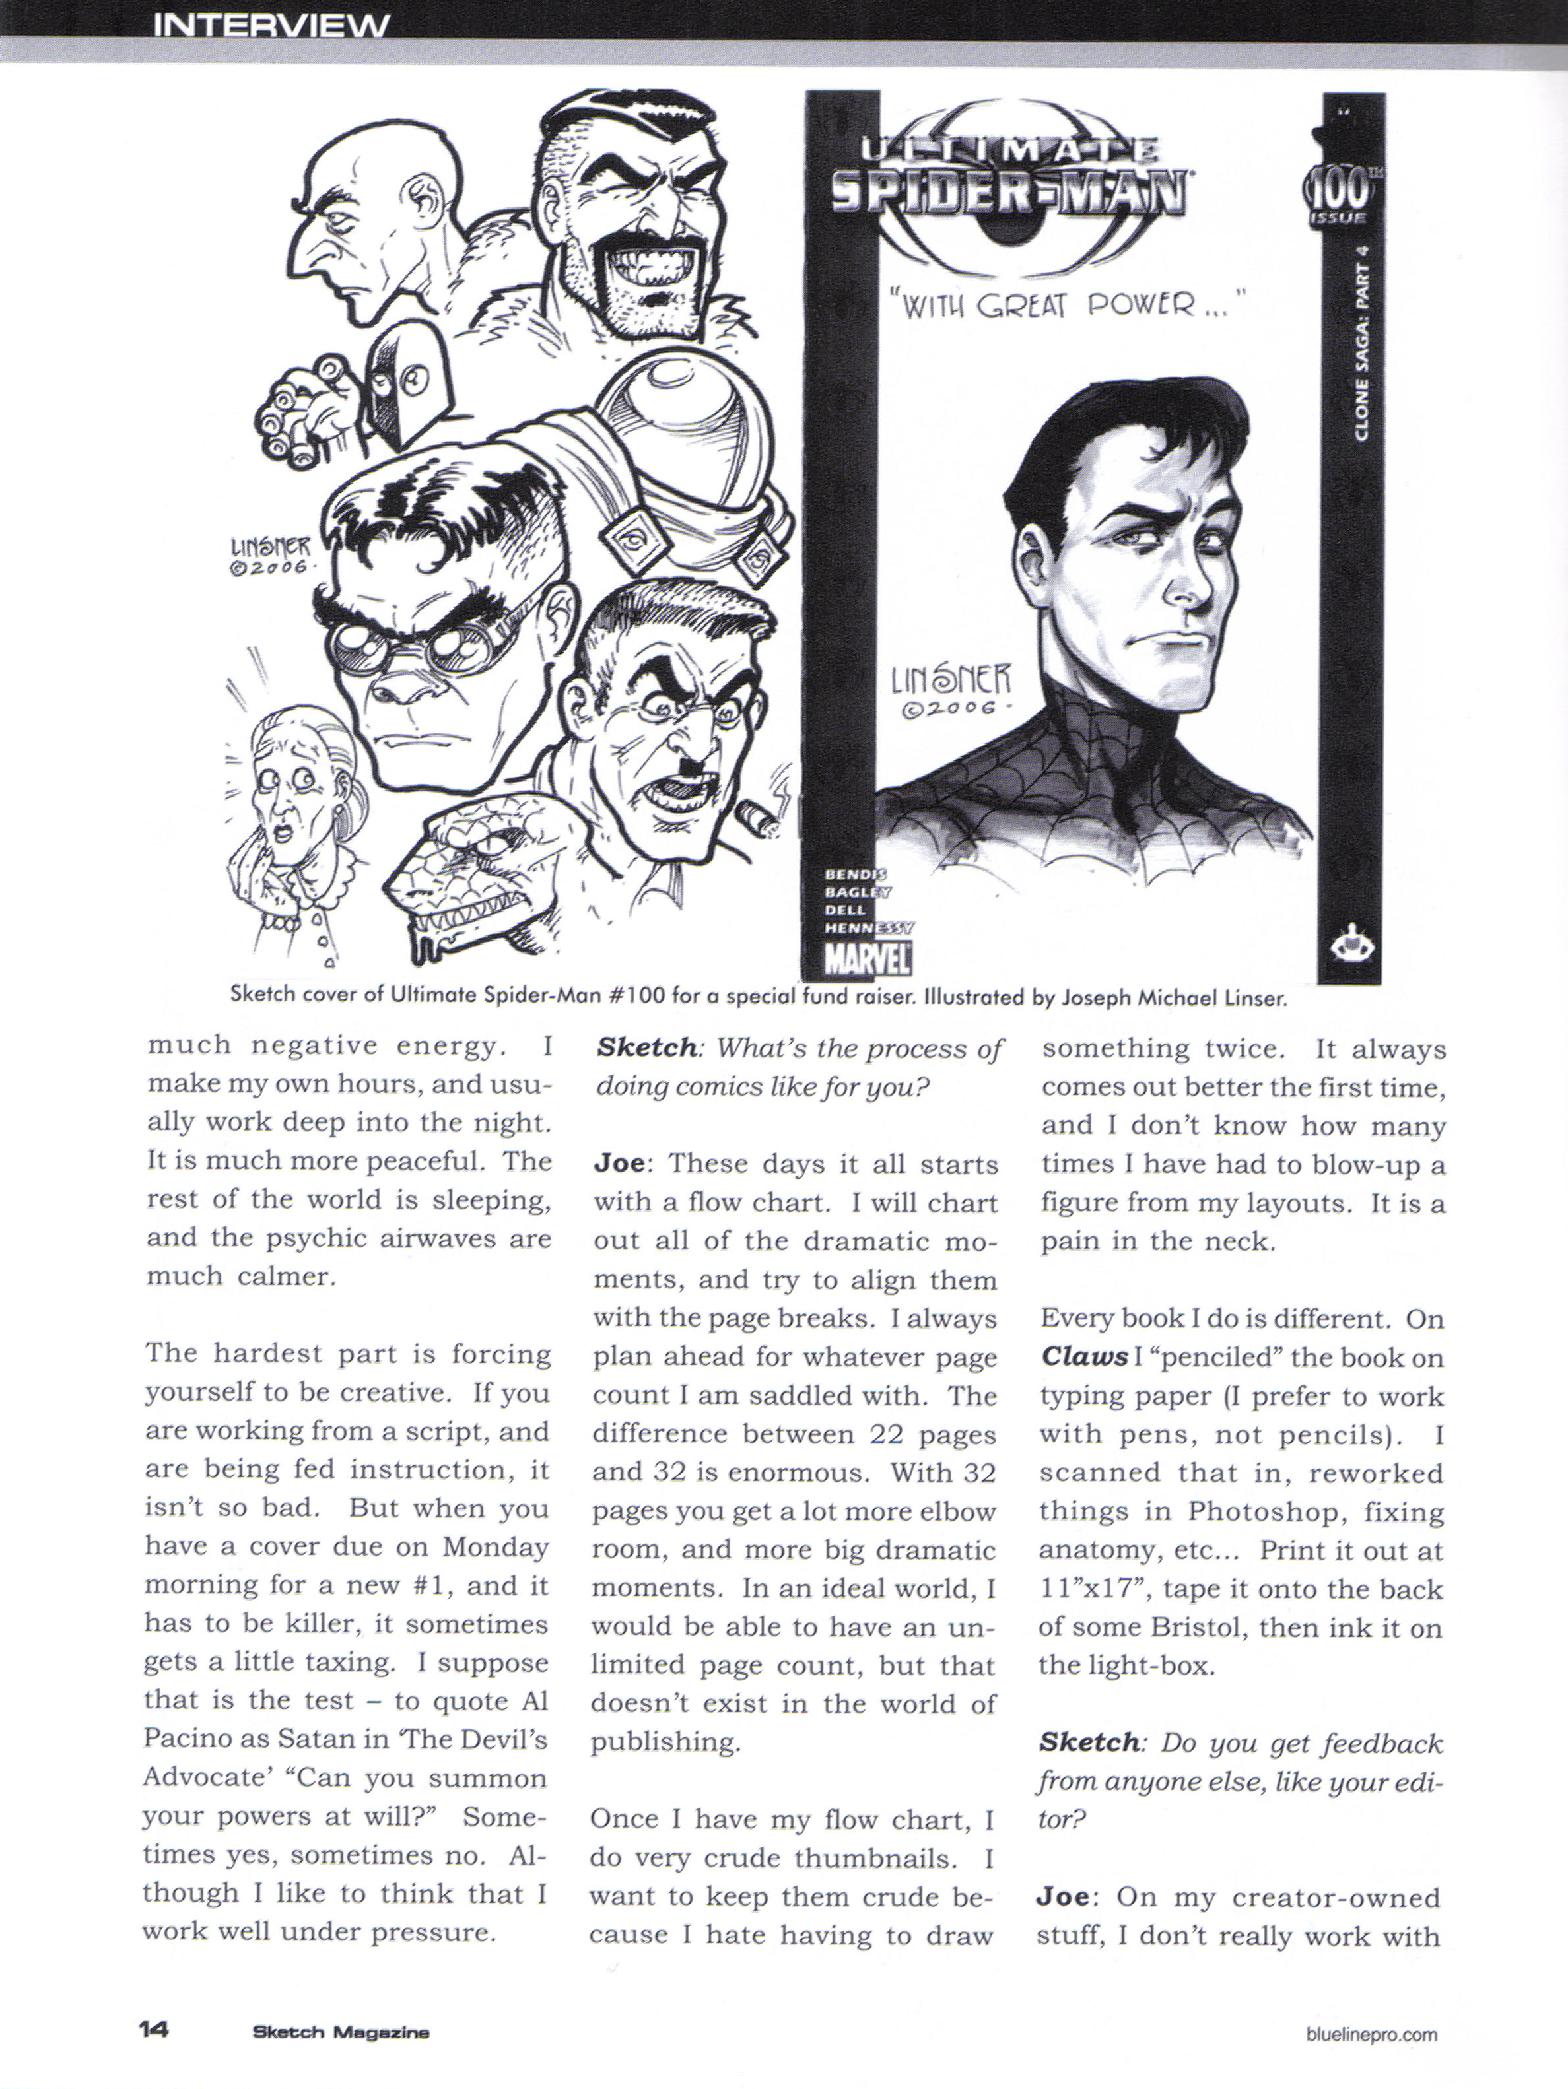 INTERVIEW
LINSNER
©2006.
ULTIMATE
SPIDER-MAN
100TH
ISSUE
CLONE SAGA: PART 4
"WITH GREAT POWER ..."
LINSNER
©2006.
BENDIS
BAGLEY
DELL
HENNESSY
MARVEL
Sketch cover of Ultimate Spider-Man #100 for a special fund raiser. Illustrated by Joseph Michael Linser.
much negative energy. I
make my own hours, and usu-
ally work deep into the night.
It is much more peaceful. The
rest of the world is sleeping,
and the psychic airwaves are
much calmer.
The hardest part is forcing
yourself to be creative. If you
are working from a script, and
are being fed instruction, it
isn't so bad. But when you
have a cover due on Monday
morning for a new #1, and it
has to be killer, it sometimes
gets a little taxing. I suppose
that is the test – to quote Al
Pacino as Satan in 'The Devil's
Advocate' "Can you summon
your powers at will?" Some-
times yes, sometimes no. Al-
though I like to think that I
work well under pressure.
Sketch: What's the process of
doing comics like for you?
Joe: These days it all starts
with a flow chart. I will chart
out all of the dramatic mo-
ments, and try to align them
with the page breaks. I always
plan ahead for whatever page
count I am saddled with. The
difference between 22 pages
and 32 is enormous. With 32
pages you get a lot more elbow
room, and more big dramatic
moments. In an ideal world, I
would be able to have an un-
limited page count, but that
doesn't exist in the world of
publishing.
Once I have my flow chart, I
do very crude thumbnails. I
want to keep them crude be-
cause I hate having to draw
something twice. It always
comes out better the first time,
and I don't know how many
times I have had to blow-up a
figure from my layouts. It is a
pain in the neck.
Every book I do is different. On
Claws I "penciled" the book on
typing paper (I prefer to work
with pens, not pencils). I
scanned that in, reworked
things in Photoshop, fixing
anatomy, etc... Print it out at
11"x17", tape it onto the back
of some Bristol, then ink it on
the light-box.
Sketch: Do you get feedback
from anyone else, like your edi-
tor?
Joe: On my creator-owned
stuff, I don't really work with
14 Sketch Magazine
bluelinepro.com